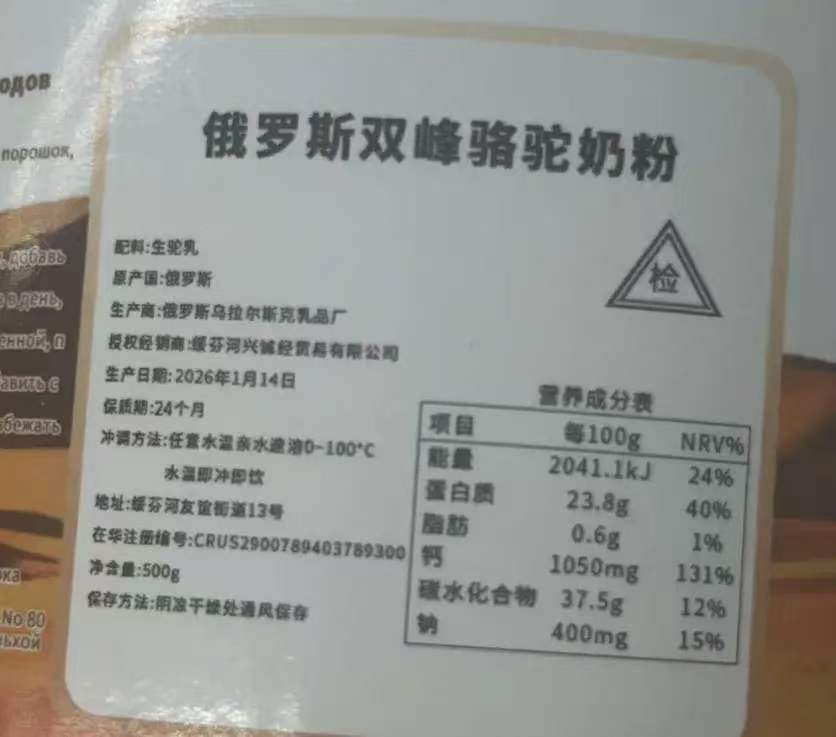 одов
порошок,
добавь
в день,
енной, п
авить с
бежать
ка
No 80
ьхой
俄罗斯双峰骆驼奶粉
配料:生驼乳
原产国:俄罗斯
生产商:俄罗斯乌拉尔斯克乳品厂
授权经销商:绥芬河兴诚经贸易有限公司
生产日期:2026年1月14日
保质期:24个月
冲调方法:任意水温亲水速溶0-100°C
水温即冲即饮
地址:绥芬河友谊街道13号
在华注册编号:CRUS2900789403789300
净含量:500g
保存方法:阴凉干燥处通风保存
检
营养成分表
项目 每100g NRV%
能量 2041.1kJ 24%
蛋白质 23.8g 40%
脂肪 0.6g 1%
钙 1050mg 131%
碳水化合物 37.5g 12%
钠 400mg 15%